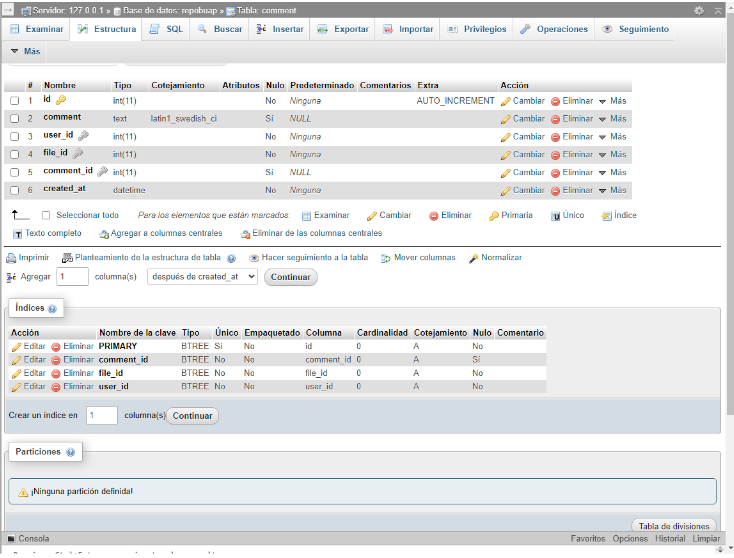 Servidor: 127.0.0.1 » Base de datos: repobuap » Tabla: comment
Examinar Estructura SQL Buscar Insertar Exportar Importar Privilegios Operaciones Seguimiento
Más
# Nombre Tipo Cotejamiento Atributos Nulo Predeterminado Comentarios Extra Acción
1 id int(11) No Ninguna AUTO_INCREMENT Cambiar Eliminar Más
2 comment text latin1_swedish_ci Sí NULL Cambiar Eliminar Más
3 user_id int(11) No Ninguna Cambiar Eliminar Más
4 file_id int(11) No Ninguna Cambiar Eliminar Más
5 comment_id int(11) Sí NULL Cambiar Eliminar Más
6 created_at datetime No Ninguna Cambiar Eliminar Más
Seleccionar todo Para los elementos que están marcados: Examinar Cambiar Eliminar Primaria Único Índice
Texto completo Agregar a columnas centrales Eliminar de las columnas centrales
Imprimir Planteamiento de la estructura de tabla Hacer seguimiento a la tabla Mover columnas Normalizar
Agregar 1 columna(s) después de created_at Continuar
Índices
Acción Nombre de la clave Tipo Único Empaquetado Columna Cardinalidad Cotejamiento Nulo Comentario
Editar Eliminar PRIMARY BTREE Sí No id 0 A No
Editar Eliminar comment_id BTREE No No comment_id 0 A Sí
Editar Eliminar file_id BTREE No No file_id 0 A No
Editar Eliminar user_id BTREE No No user_id 0 A No
Crear un índice en 1 columna(s) Continuar
Particiones
¡Ninguna partición definida!
Tabla de divisiones
Consola Favoritos Opciones Historial Limpiar